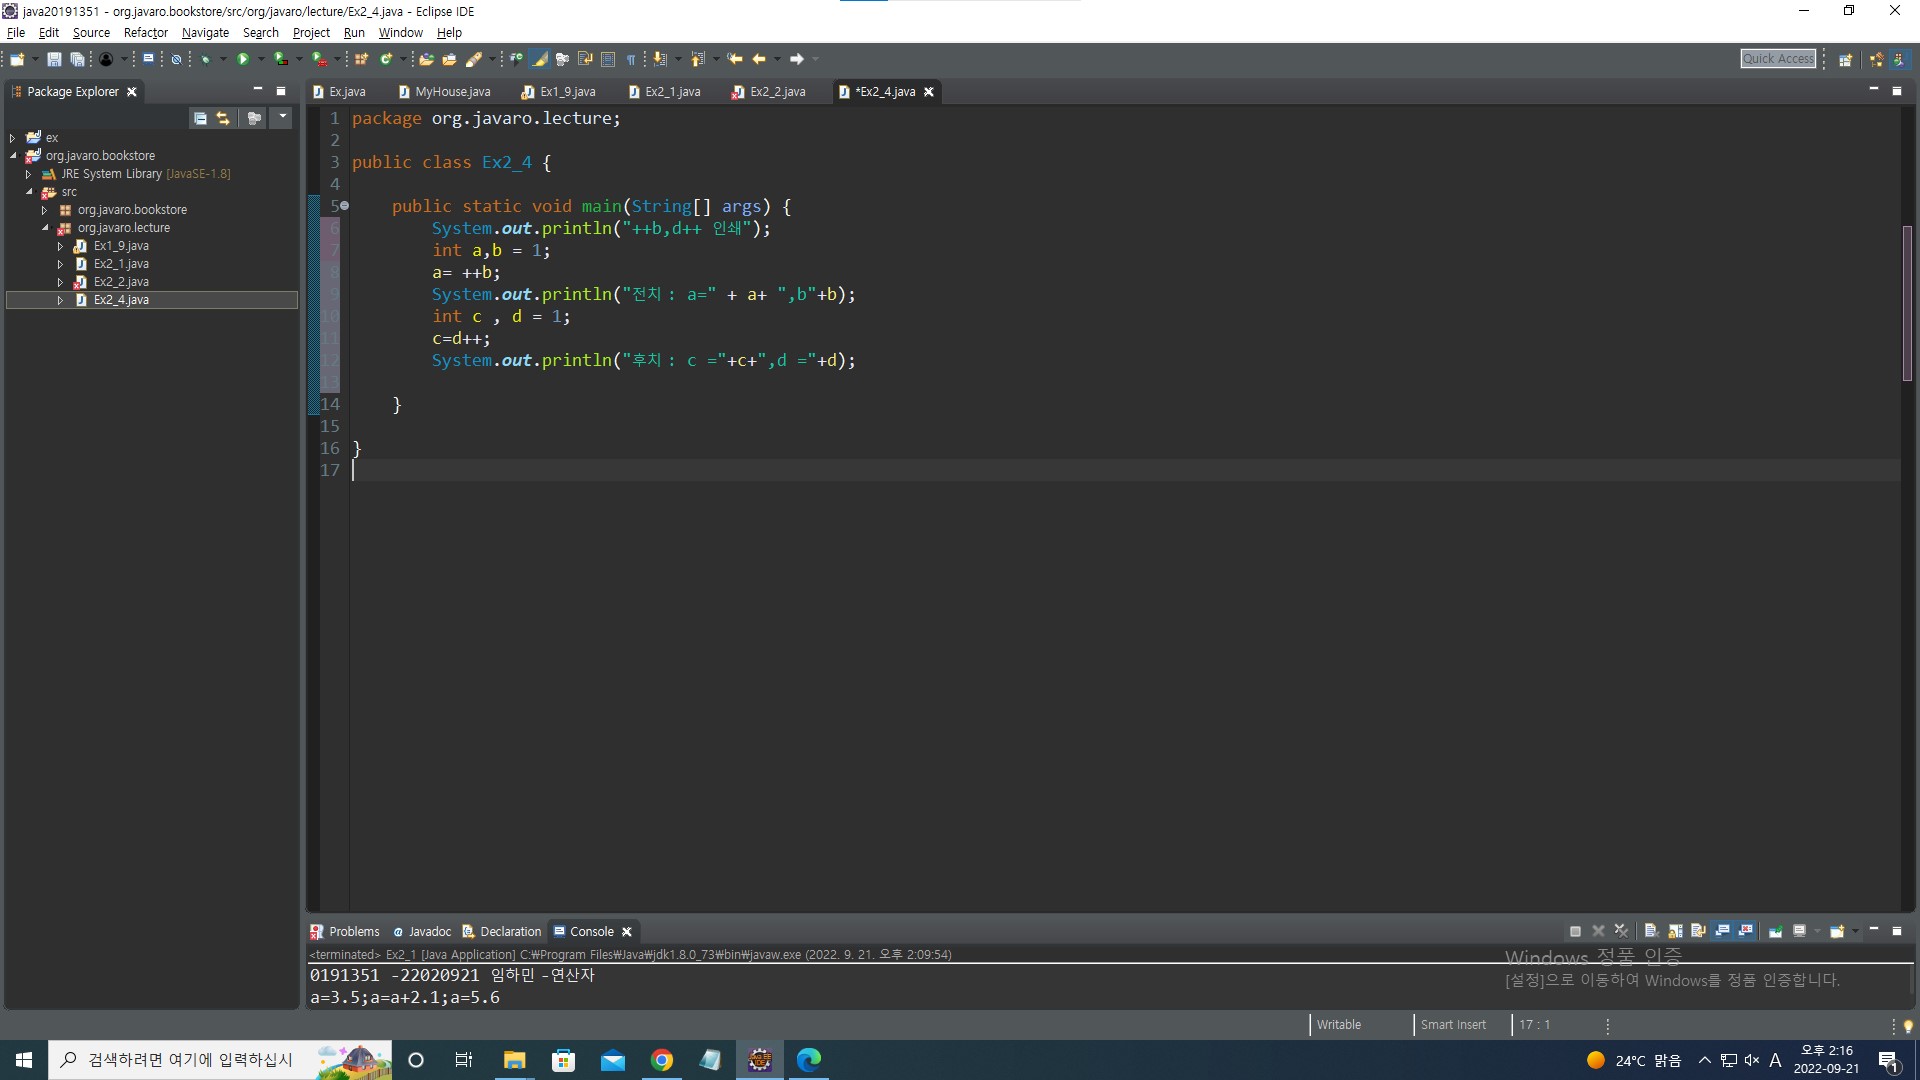 java20191351 - org.javaro.bookstore/src/org/javaro/lecture/Ex2_4.java - Eclipse IDE
File Edit Source Refactor Navigate Search Project Run Window Help
Quick Access
Package Explorer
Ex.java MyHouse.java Ex1_9.java Ex2_1.java Ex2_2.java *Ex2_4.java
ex
org.javaro.bookstore
JRE System Library [JavaSE-1.8]
src
org.javaro.bookstore
org.javaro.lecture
Ex1_9.java
Ex2_1.java
Ex2_2.java
Ex2_4.java
1 package org.javaro.lecture;
2
3 public class Ex2_4 {
4
5 public static void main(String[] args) {
6 System.out.println("++b,d++ 인쇄");
7 int a,b = 1;
8 a= ++b;
9 System.out.println("전치 : a=" + a+ ",b"+b);
10 int c , d = 1;
11 c=d++;
12 System.out.println("후치 : c ="+c+",d ="+d);
13
14 }
15
16 }
17
Problems Javadoc Declaration Console
<terminated> Ex2_1 [Java Application] C:₩Program Files₩Java₩jdk1.8.0_73₩bin₩javaw.exe (2022. 9. 21. 오후 2:09:54)
0191351 -22020921 임하민 -연산자
a=3.5;a=a+2.1;a=5.6
Windows 정품 인증
[설정]으로 이동하여 Windows를 정품 인증합니다.
Writable Smart Insert 17 : 1
검색하려면 여기에 입력하십시
24°C 맑음 A 오후 2:16
2022-09-21
1